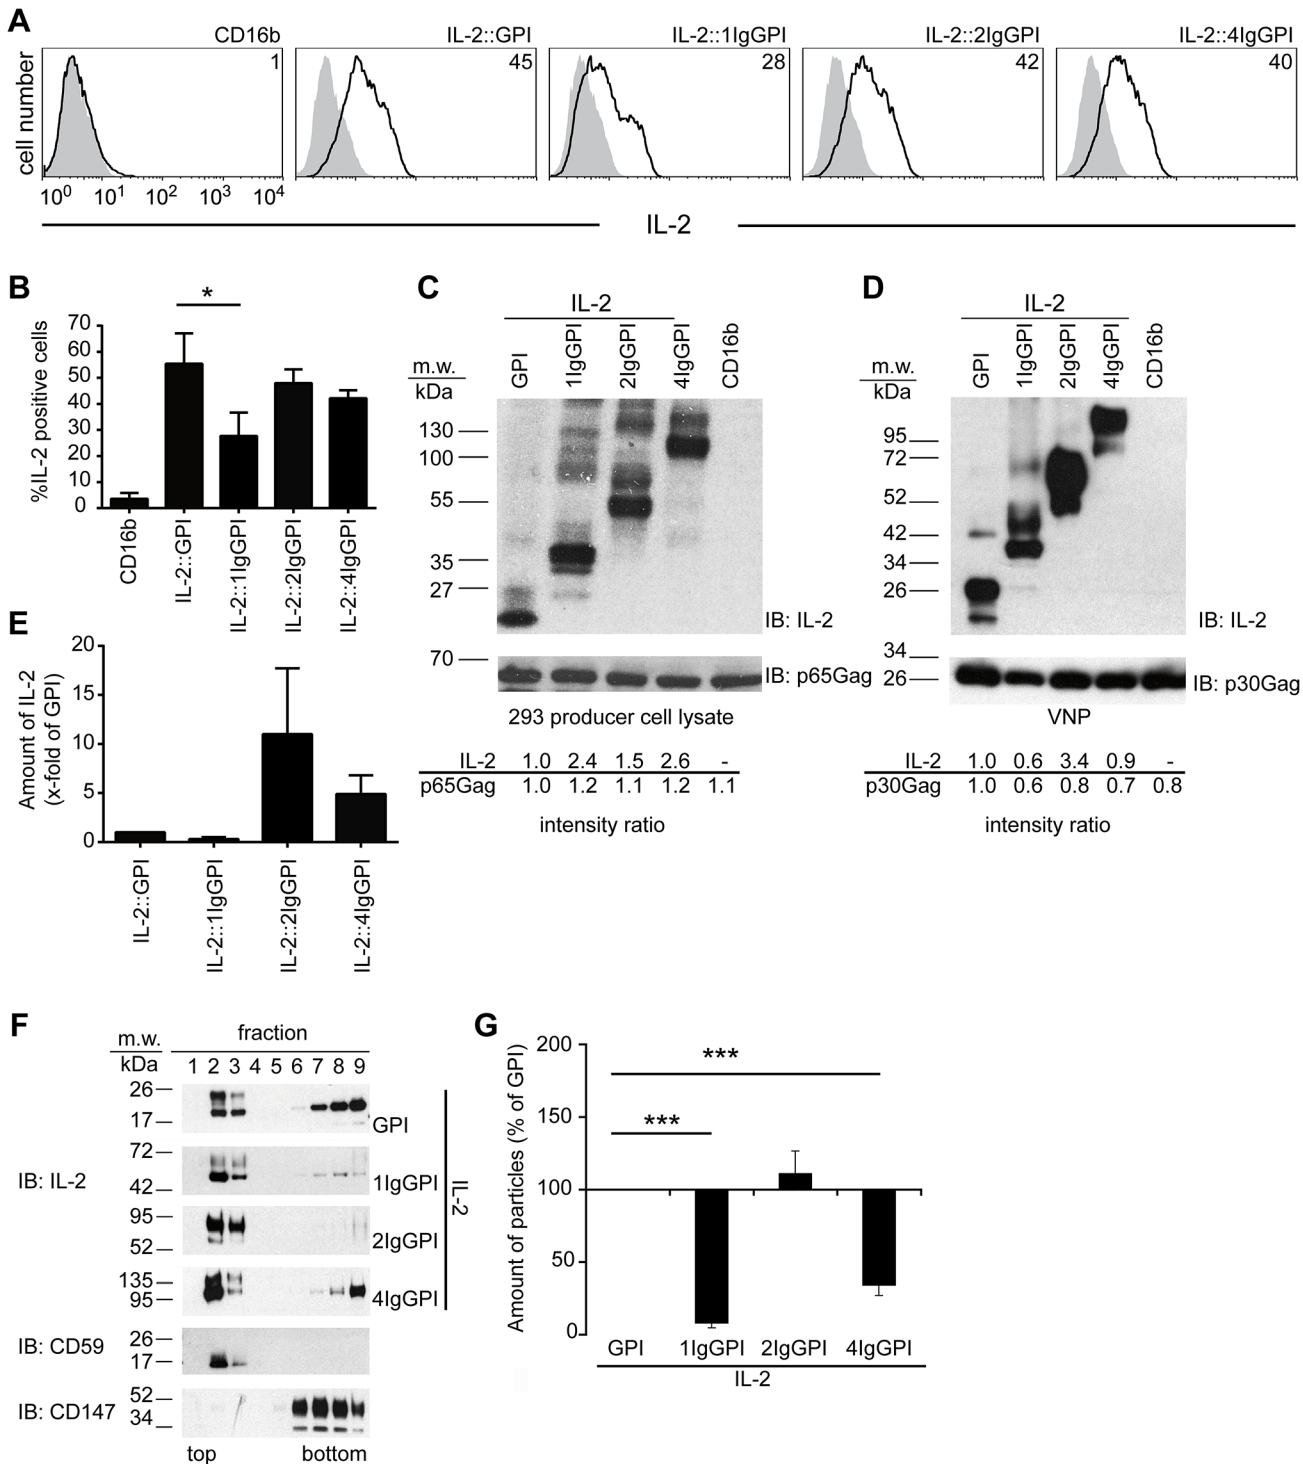 A
CD16b IL-2::GPI IL-2::1IgGPI IL-2::2IgGPI IL-2::4IgGPI
1 45 28 42 40
cell number
10^0 10^1 10^2 10^3 10^4
IL-2
B
*
%IL-2 positive cells
70
60
50
40
30
20
10
0
CD16b
IL-2::GPI
IL-2::1IgGPI
IL-2::2IgGPI
IL-2::4IgGPI
C
IL-2
m.w.
kDa
GPI 1IgGPI 2IgGPI 4IgGPI CD16b
130
100
55
35
27
IB: IL-2
70
IB: p65Gag
293 producer cell lysate
IL-2 1.0 2.4 1.5 2.6 -
p65Gag 1.0 1.2 1.1 1.2 1.1
intensity ratio
D
IL-2
m.w.
kDa
GPI 1IgGPI 2IgGPI 4IgGPI CD16b
95
72
52
42
34
26
IB: IL-2
34
26
IB: p30Gag
VNP
IL-2 1.0 0.6 3.4 0.9 -
p30Gag 1.0 0.6 0.8 0.7 0.8
intensity ratio
E
Amount of IL-2
(x-fold of GPI)
20
15
10
5
0
IL-2::GPI
IL-2::1IgGPI
IL-2::2IgGPI
IL-2::4IgGPI
F
m.w.
kDa
fraction
1 2 3 4 5 6 7 8 9
IB: IL-2
26
17
GPI
72
42
1IgGPI
95
52
2IgGPI
135
95
4IgGPI
IL-2
IB: CD59
26
17
IB: CD147
52
34
top bottom
G
Amount of particles (% of GPI)
200
150
100
50
0
***
***
GPI 1IgGPI 2IgGPI 4IgGPI
IL-2